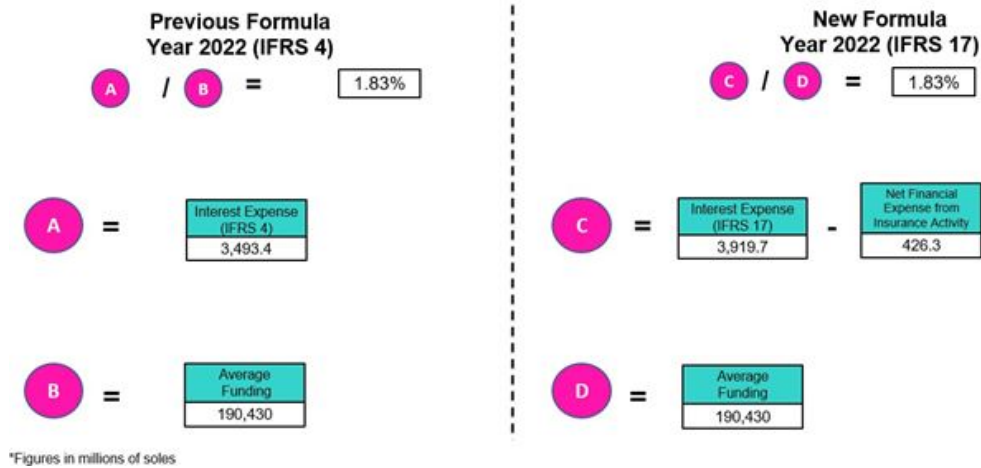 Previous Formula
Year 2022 (IFRS 4)
A / B = 1.83%
A = Interest Expense
(IFRS 4)
3,493.4
B = Average
Funding
190,430
*Figures in millions of soles
New Formula
Year 2022 (IFRS 17)
C / D = 1.83%
C = Interest Expense
(IFRS 17)
3,919.7
-
Net Financial
Expense from
Insurance Activity
426.3
D = Average
Funding
190,430